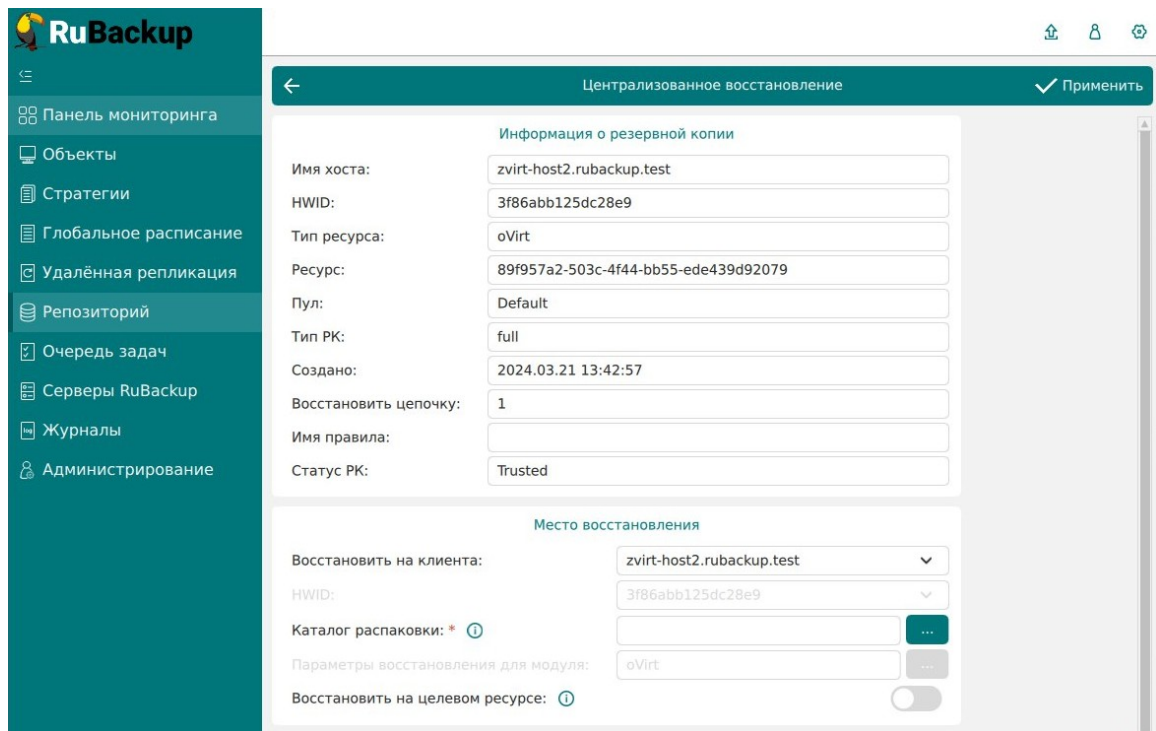 RuBackup
Панель мониторинга
Объекты
Стратегии
Глобальное расписание
Удалённая репликация
Репозиторий
Очередь задач
Серверы RuBackup
Журналы
Администрирование
Централизованное восстановление
Применить
Информация о резервной копии
Имя хоста: zvirt-host2.rubackup.test
HWID: 3f86abb125dc28e9
Тип ресурса: oVirt
Ресурс: 89f957a2-503c-4f44-bb55-ede439d92079
Пул: Default
Тип РК: full
Создано: 2024.03.21 13:42:57
Восстановить цепочку: 1
Имя правила:
Статус РК: Trusted
Место восстановления
Восстановить на клиента: zvirt-host2.rubackup.test
HWID: 3f86abb125dc28e9
Каталог распаковки: * ...
Параметры восстановления для модуля: oVirt ...
Восстановить на целевом ресурсе: